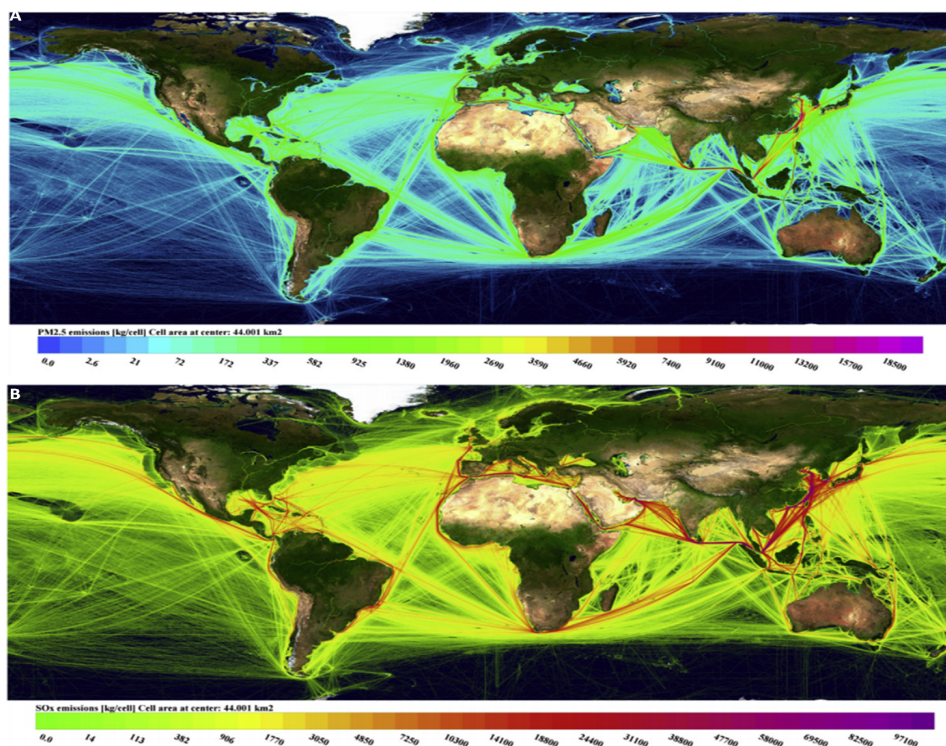 A
PM2.5 emissions [kg/cell] Cell area at center: 44.001 km2
0.0 2.6 21 72 172 337 582 925 1380 1960 2690 3590 4660 5920 7400 9100 11000 13200 15700 18500
B
SOx emissions [kg/cell] Cell area at center: 44.001 km2
0.0 14 113 382 906 1770 3050 4850 7250 10300 14100 18800 24400 31100 38800 47700 58000 69500 82500 97100